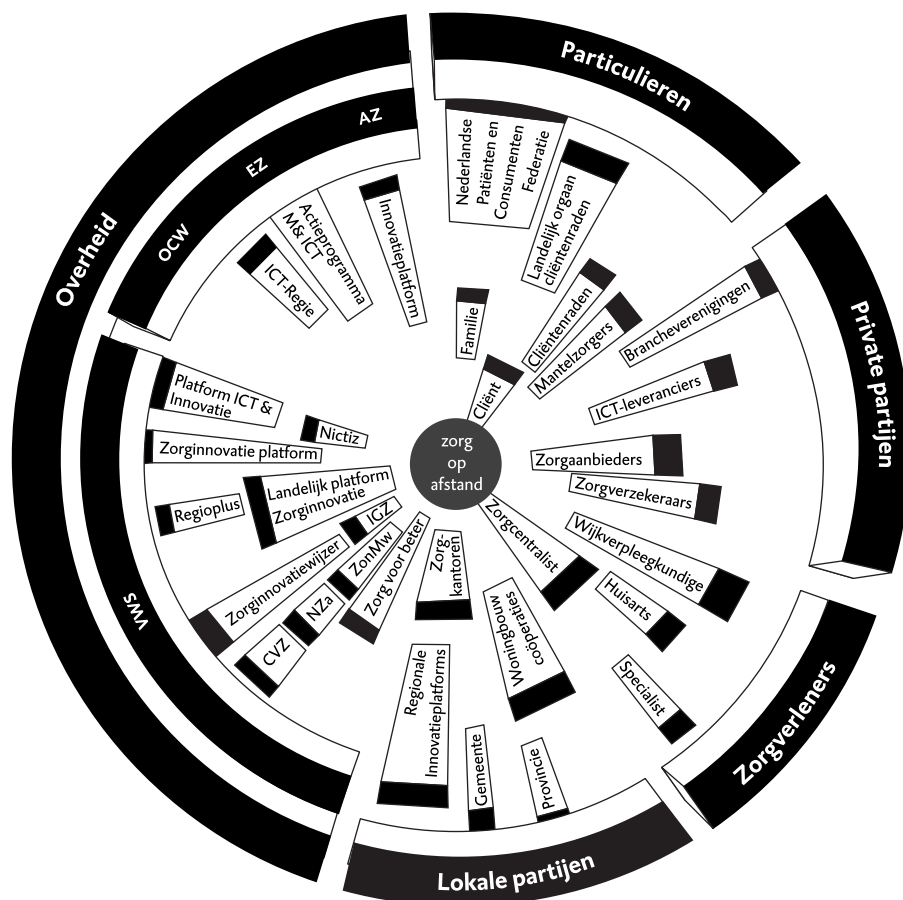 Particulieren
Nederlandse
Patiënten en
Consumenten
Federatie
Landelijk orgaan
cliëntenraden
Familie
Cliëntenraden
Mantelzorgers
Cliënt
Private partijen
Brancheverenigingen
ICT-leveranciers
Zorgaanbieders
Zorgverzekeraars
Zorgverleners
Wijkverpleegkundige
Zorgcentralist
Huisarts
Specialist
Lokale partijen
Zorg-
kantoren
Woningbouw
coöperaties
Regionale
Innovatieplatforms
Gemeente
Provincie
Overheid
AZ
EZ
OCW
Innovatieplatform
Actieprogramma
M& ICT
ICT-Regie
VWS
Platform ICT &
Innovatie
Nictiz
Zorginnovatie platform
Landelijk platform
Zorginnovatie
Regioplus
IGZ
Zorginnovatiewijzer
ZonMw
Zorg voor beter
NZa
CVZ
zorg
op
afstand